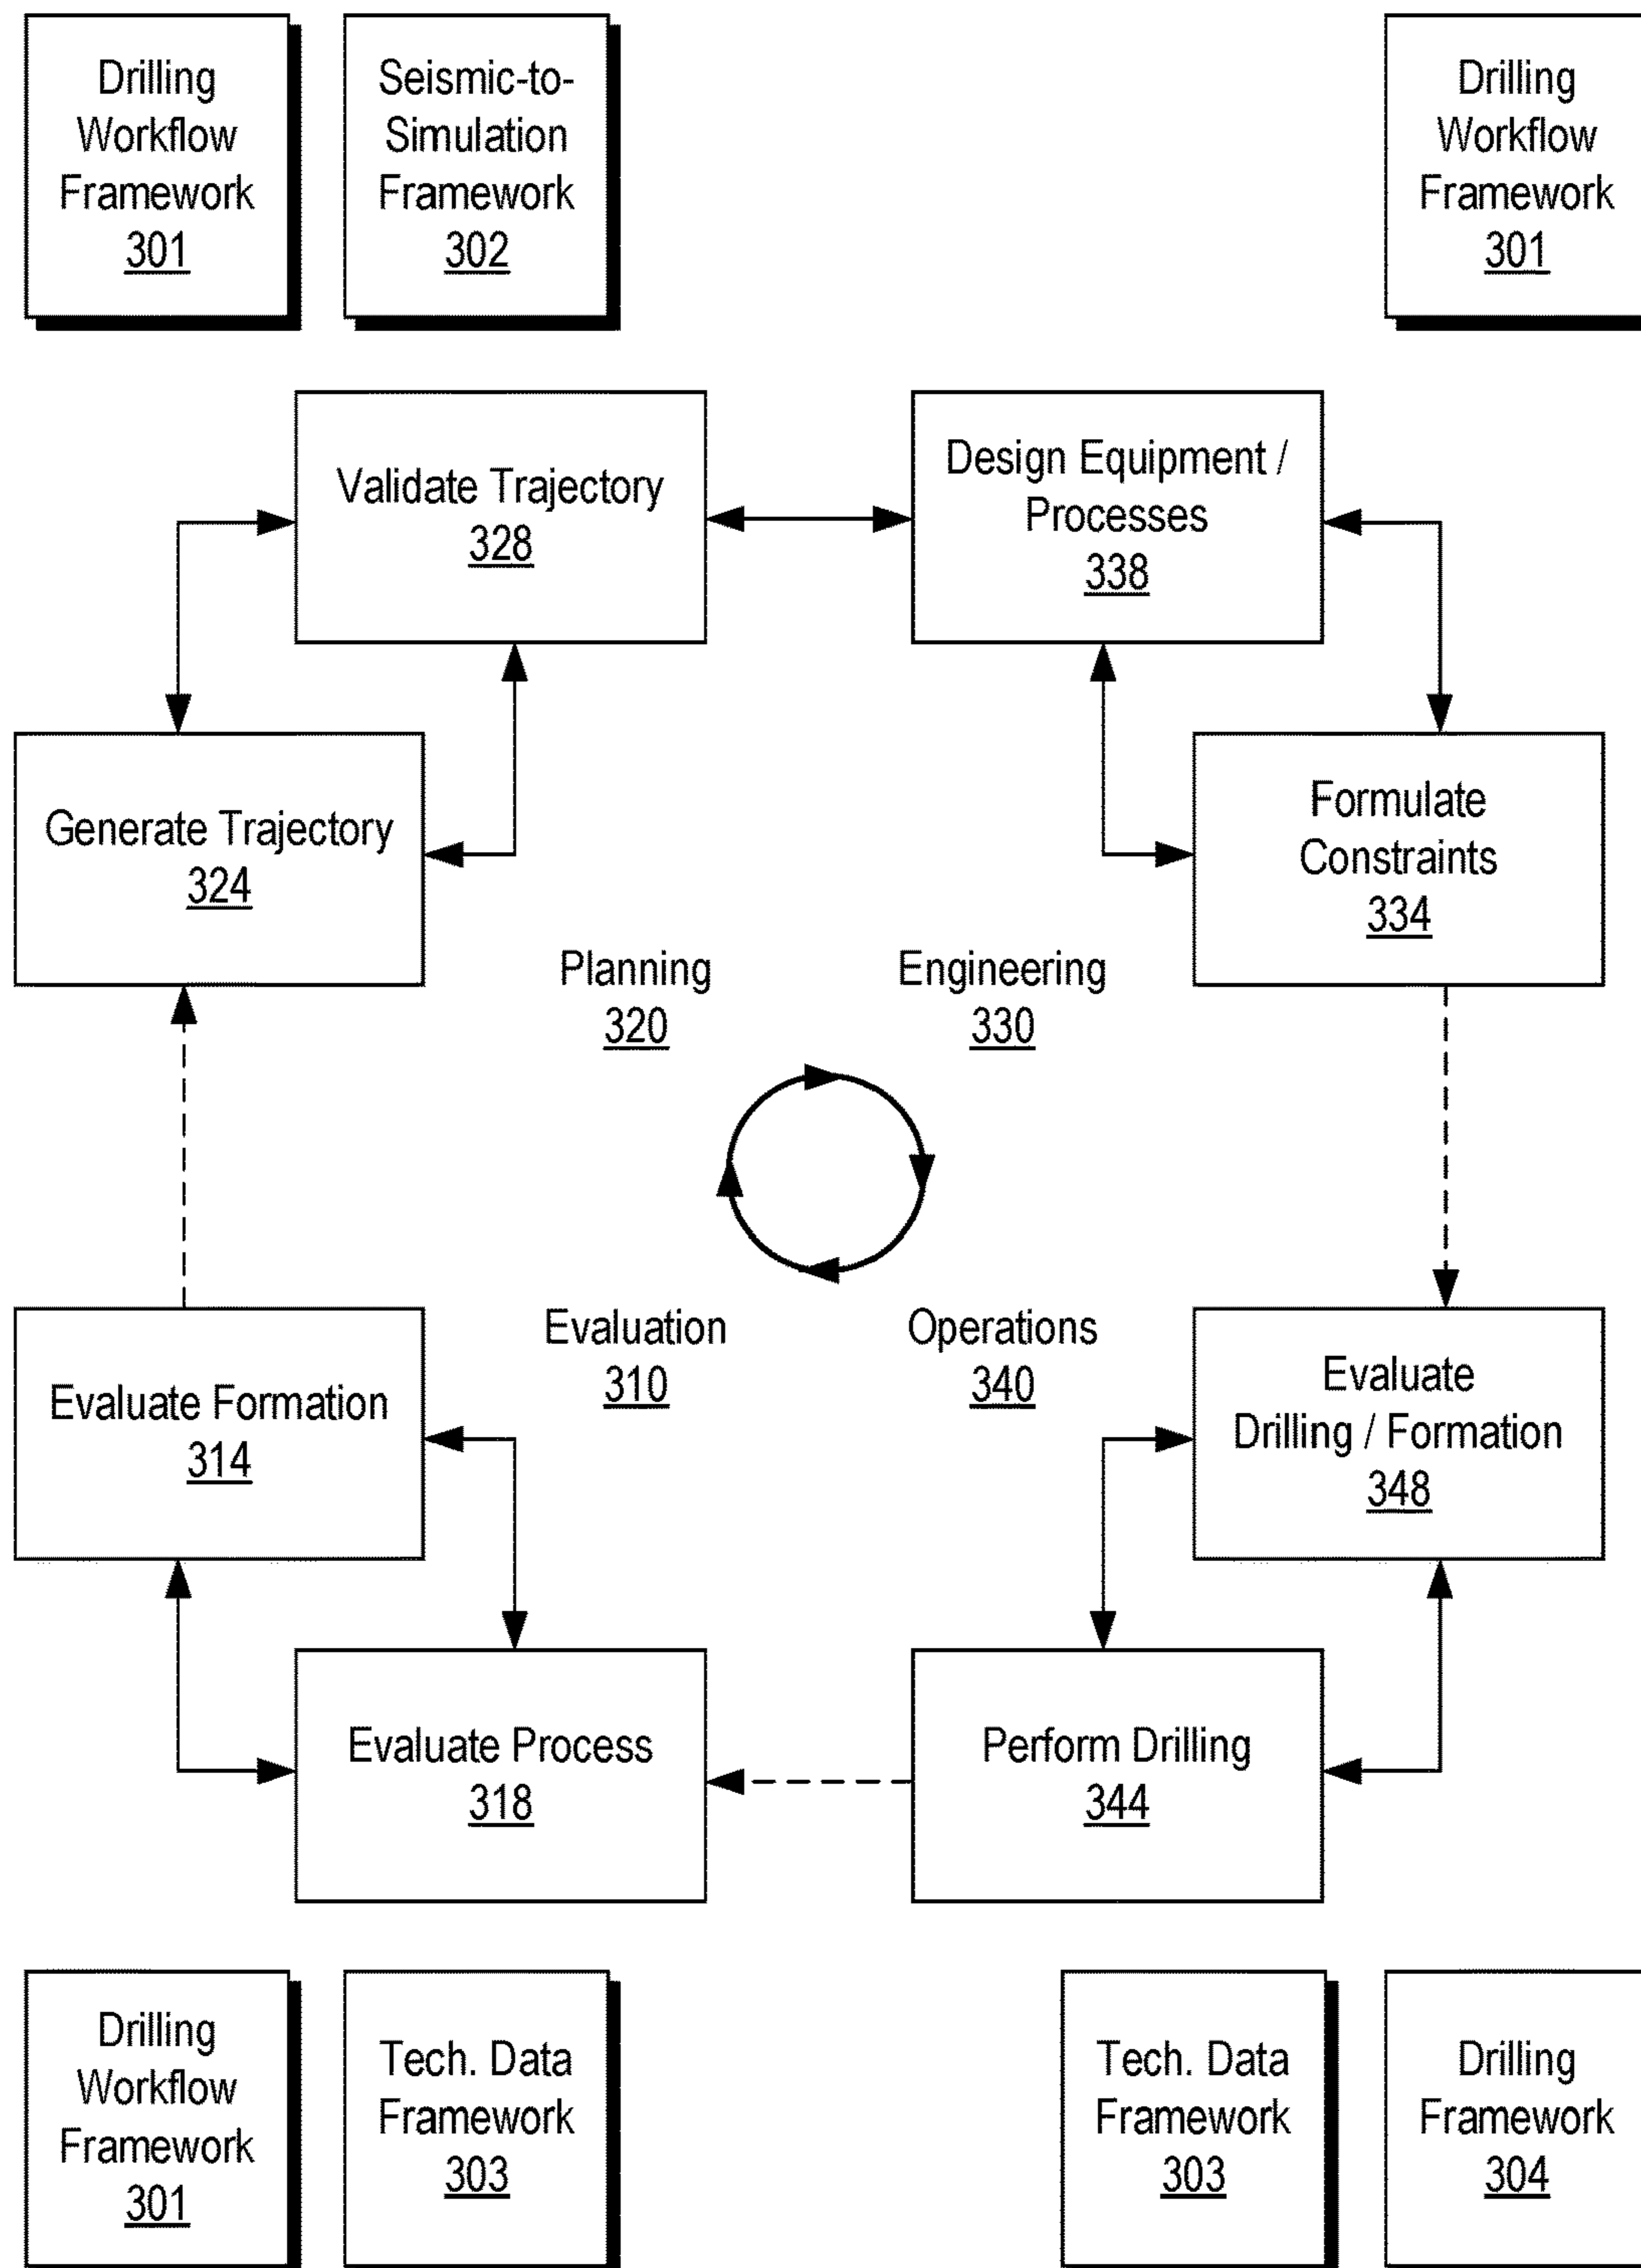 Drilling
Workflow
Framework
301
Seismic-to-
Simulation
Framework
302
Drilling
Workflow
Framework
301
Validate Trajectory
328
Design Equipment /
Processes
338
Generate Trajectory
324
Formulate
Constraints
334
Planning
320
Engineering
330
Evaluation
310
Operations
340
Evaluate Formation
314
Evaluate
Drilling / Formation
348
Evaluate Process
318
Perform Drilling
344
Drilling
Workflow
Framework
301
Tech. Data
Framework
303
Tech. Data
Framework
303
Drilling
Framework
304